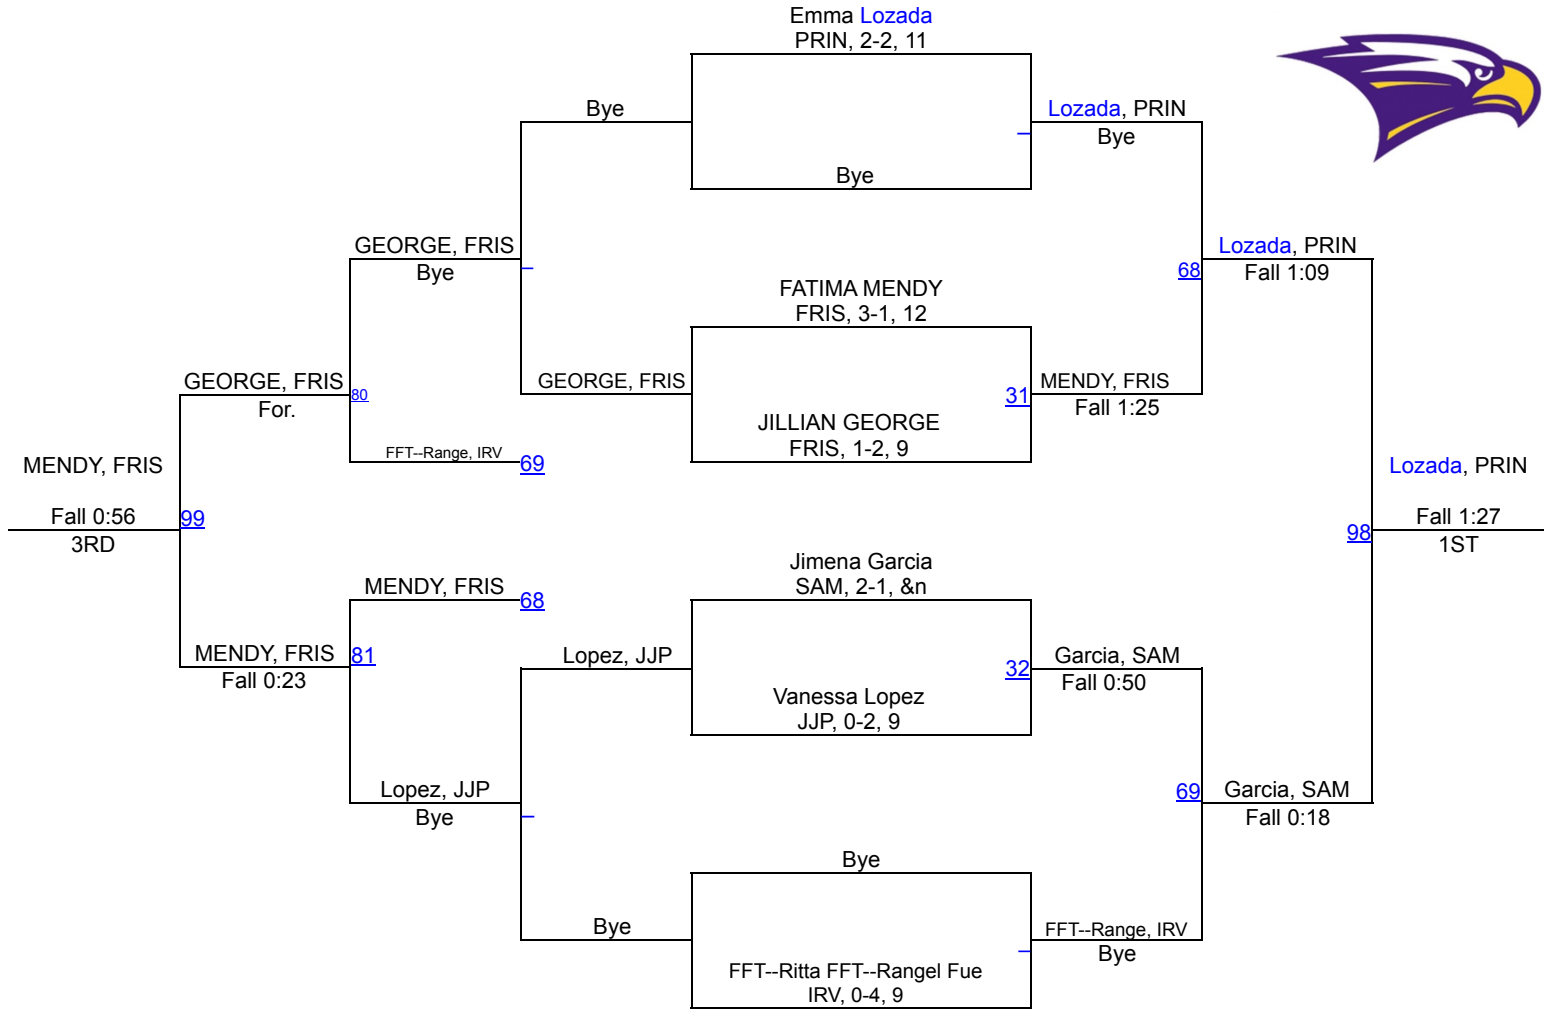 Emma Lozada
PRIN, 2-2, 11
Bye
Lozada, PRIN
Bye
Bye
GEORGE, FRIS
Bye
Lozada, PRIN
68
Fall 1:09
FATIMA MENDY
FRIS, 3-1, 12
GEORGE, FRIS
80
For.
GEORGE, FRIS
31
MENDY, FRIS
Fall 1:25
JILLIAN GEORGE
FRIS, 1-2, 9
FFT--Range, IRV
69
MENDY, FRIS
Lozada, PRIN
Fall 0:56
99
3RD
Fall 1:27
98
1ST
Jimena Garcia
SAM, 2-1, &n
MENDY, FRIS
68
MENDY, FRIS
81
Fall 0:23
Lopez, JJP
32
Garcia, SAM
Fall 0:50
Vanessa Lopez
JJP, 0-2, 9
Lopez, JJP
Bye
69
Garcia, SAM
Fall 0:18
Bye
Bye
FFT--Range, IRV
Bye
FFT--Ritta FFT--Rangel Fue
IRV, 0-4, 9